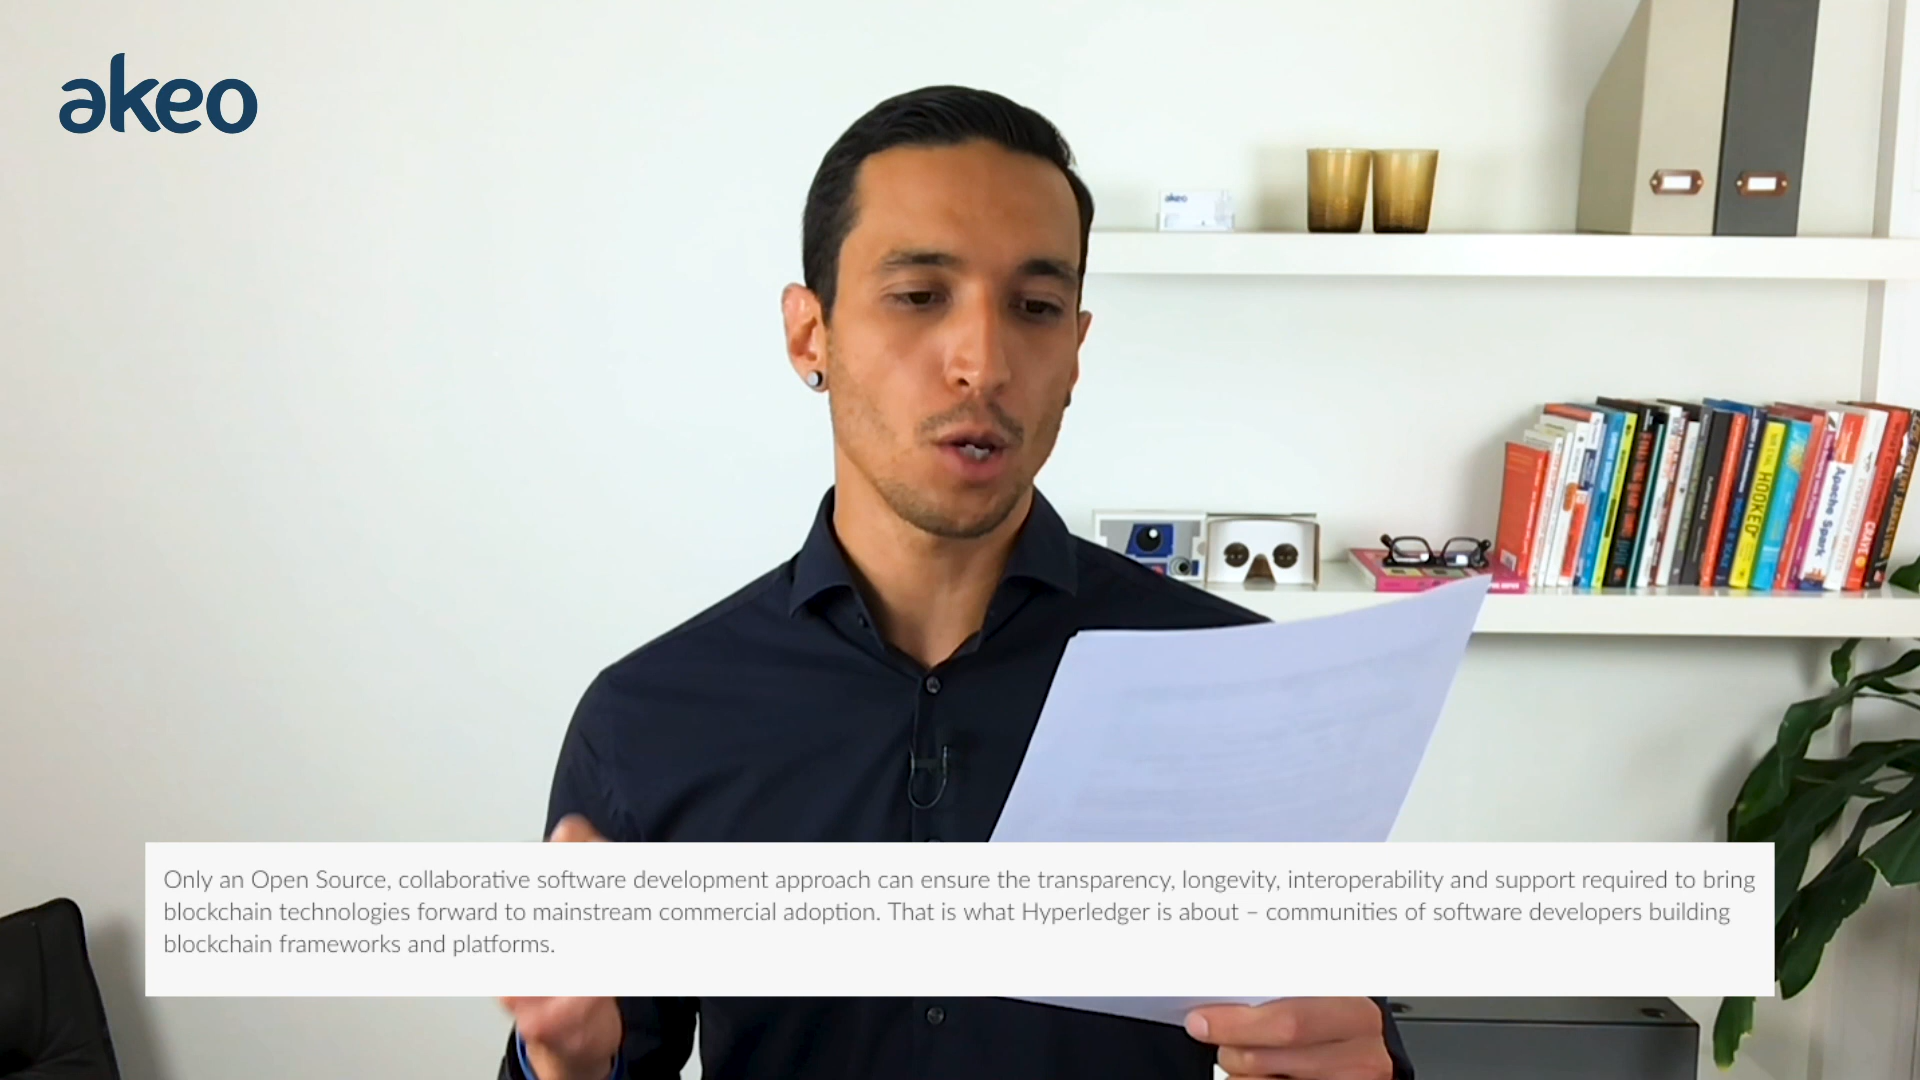 akeo
akeo
HOOKED
Apache Spark
CRAVE
Only an Open Source, collaborative software development approach can ensure the transparency, longevity, interoperability and support required to bring
blockchain technologies forward to mainstream commercial adoption. That is what Hyperledger is about – communities of software developers building
blockchain frameworks and platforms.